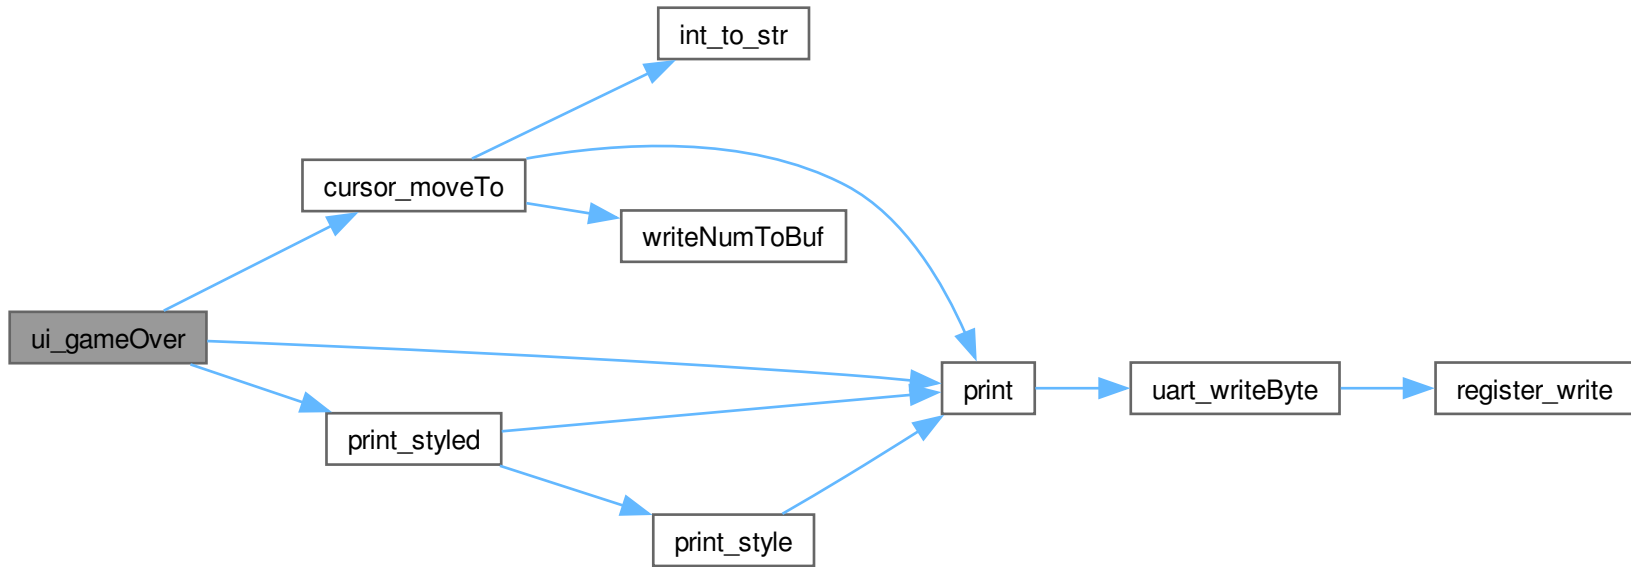 int_to_str
cursor_moveTo
writeNumToBuf
ui_gameOver
print
uart_writeByte
register_write
print_styled
print_style